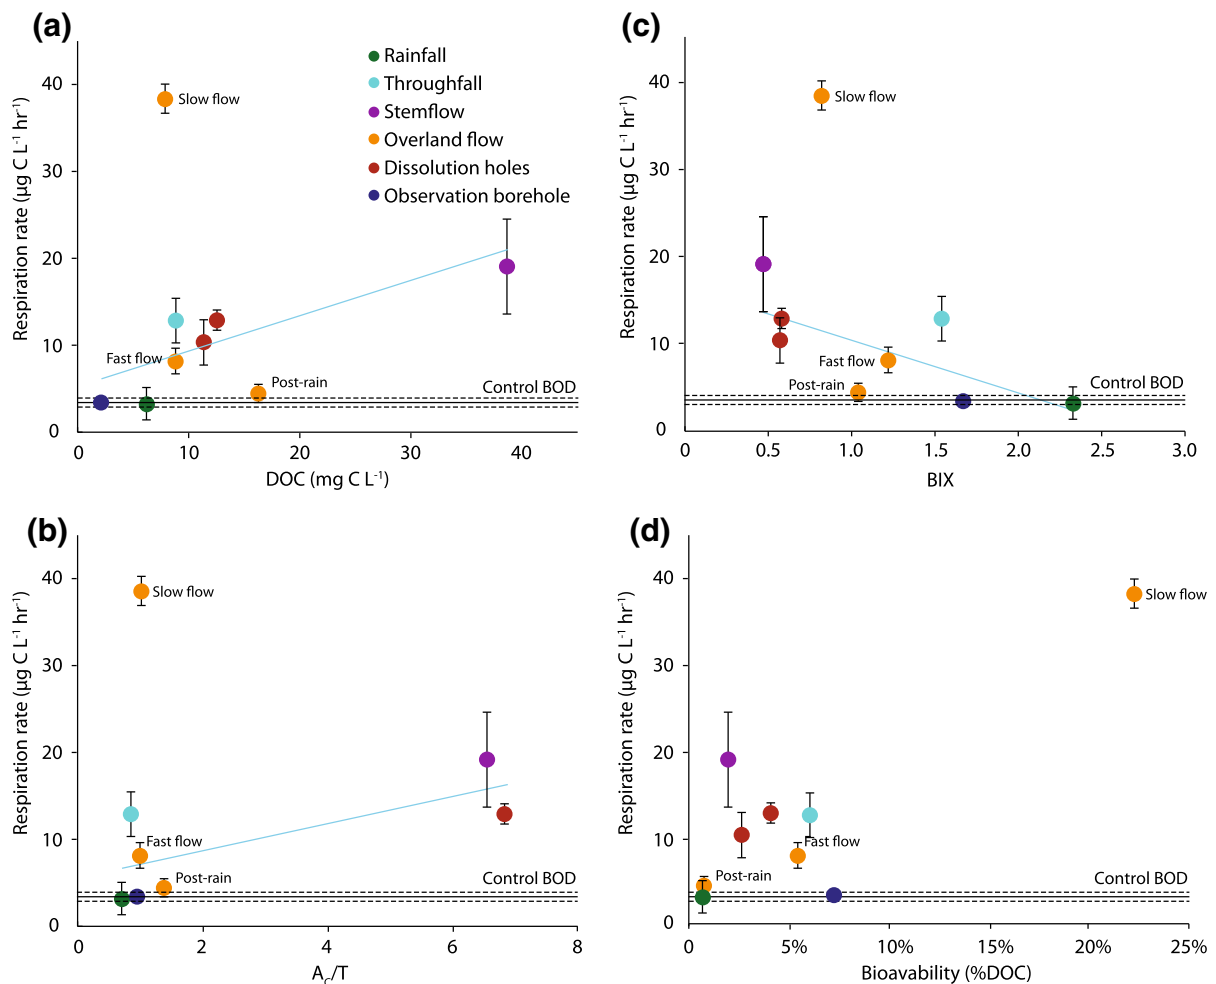 (a)
Respiration rate (µg C L-1 hr-1)
40
30
20
10
0
Slow flow
Fast flow
Post-rain
Control BOD
Rainfall
Throughfall
Stemflow
Overland flow
Dissolution holes
Observation borehole
0
10
20
30
40
DOC (mg C L-1)
(c)
Respiration rate (µg C L-1 hr-1)
40
30
20
10
0
Slow flow
Fast flow
Post-rain
Control BOD
0
0.5
1.0
1.5
2.0
2.5
3.0
BIX
(b)
Respiration rate (µg C L-1 hr-1)
40
30
20
10
0
Slow flow
Fast flow
Post-rain
Control BOD
0
2
4
6
8
Ac/T
(d)
Respiration rate (µg C L-1 hr-1)
40
30
20
10
0
Slow flow
Fast flow
Post-rain
Control BOD
0
5%
10%
15%
20%
25%
Bioavability (%DOC)